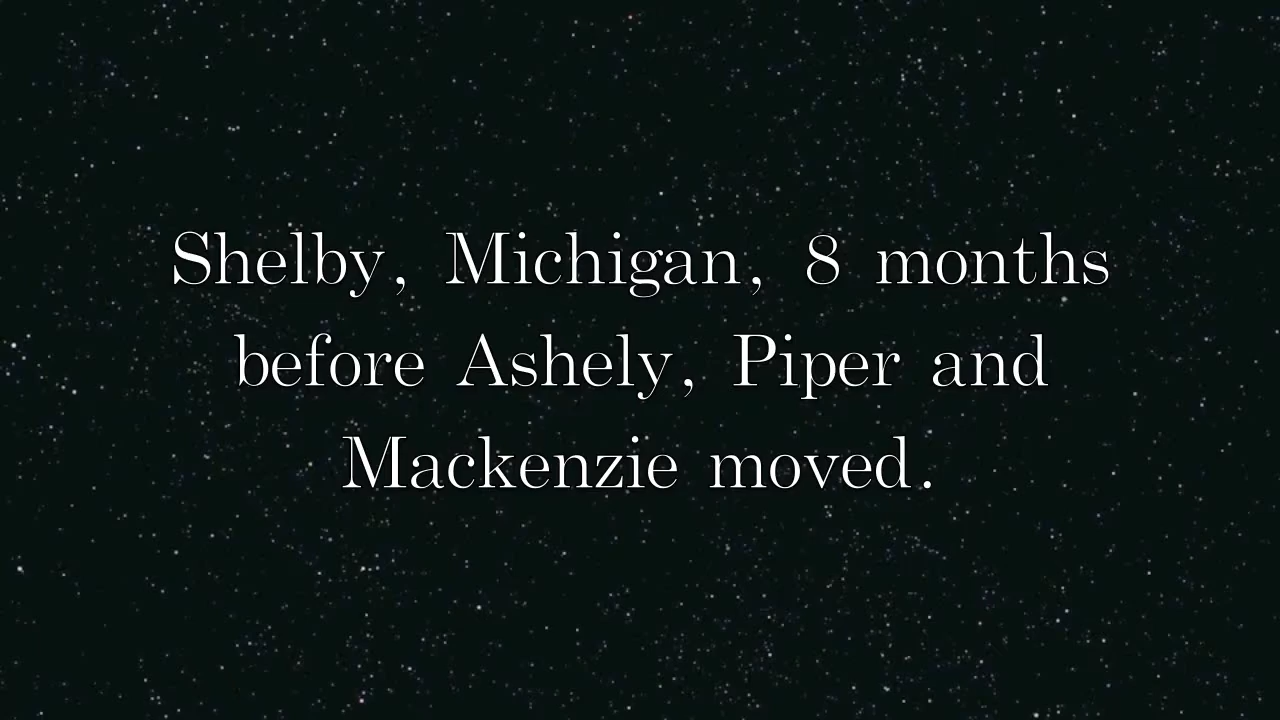 Shelby, Michigan, 8 months
before Ashely, Piper and
Mackenzie moved.